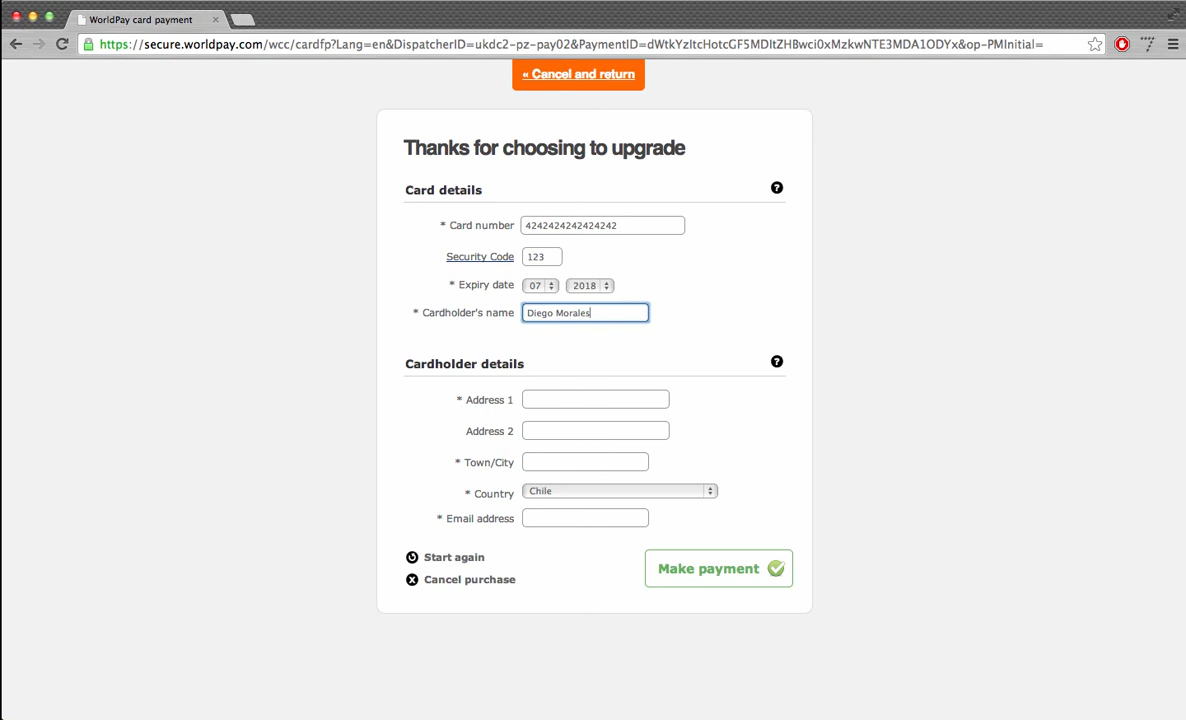 WorldPay card payment
https://secure.worldpay.com/wcc/cardfp?Lang=en&DispatcherID=ukdc2-pz-pay02&PaymentID=dWtkYzItcHotcGF5MDItZHBwci0xMzkwNTE3MDA1ODYx&op-PMInitial=
« Cancel and return
Thanks for choosing to upgrade
Card details
* Card number 4242424242424242
Security Code 123
* Expiry date 07 2018
* Cardholder's name Diego Morales
Cardholder details
* Address 1
Address 2
* Town/City
* Country Chile
* Email address
Start again
Make payment
Cancel purchase